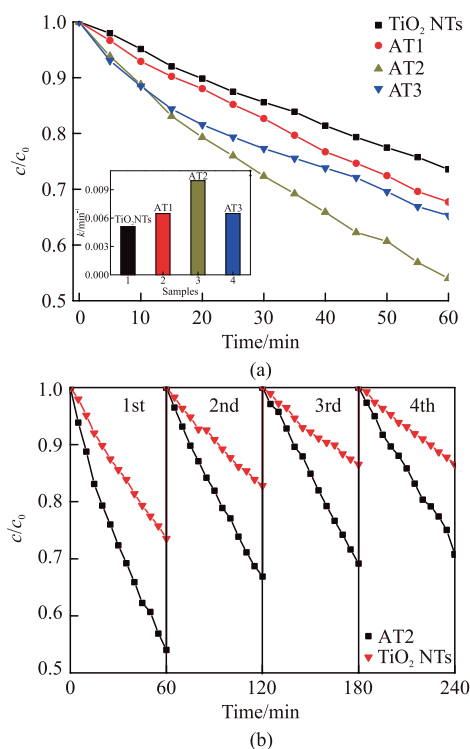 1.0
0.9
0.8
0.7
0.6
0.5
c/c0
TiO2 NTs
AT1
AT2
AT3
0.009
0.006
0.003
0.000
k/min-1
TiO2NTs
AT1
AT2
AT3
1 2 3 4
Samples
0 10 20 30 40 50 60
Time/min
(a)
1.0
0.9
0.8
0.7
0.6
0.5
c/c0
1st 2nd 3rd 4th
AT2
TiO2 NTs
0 60 120 180 240
Time/min
(b)